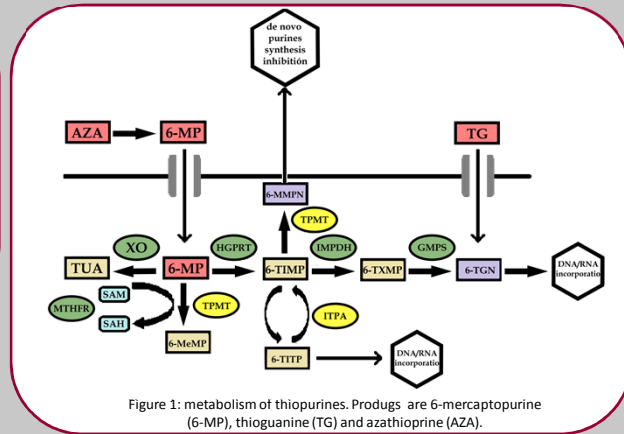 de novo
purines
synthesis
inhibitión
AZA
6-MP
TG
6-MMPN
TPMT
XO
HGPRT
IMPDH
GMPS
TUA
6-MP
6-TIMP
6-TXMP
6-TGN
DNA/RNA
incorporatio
MTHFR
SAM
SAH
TPMT
ITPA
6-MeMP
6-TITP
DNA/RNA
incorporatio
Figure 1: metabolism of thiopurines. Produgs are 6-mercaptopurine
(6-MP), thioguanine (TG) and azathioprine (AZA).